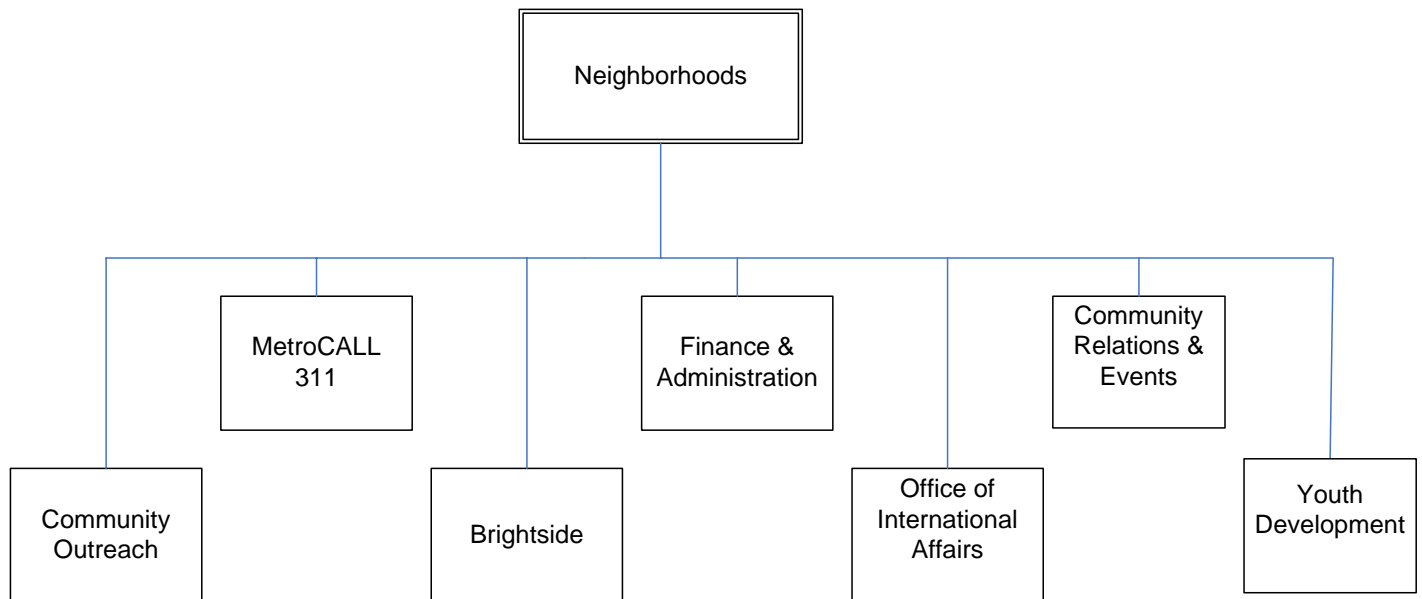 Neighborhoods
MetroCALL
311
Finance &
Administration
Community
Relations &
Events
Community
Outreach
Brightside
Office of
International
Affairs
Youth
Development